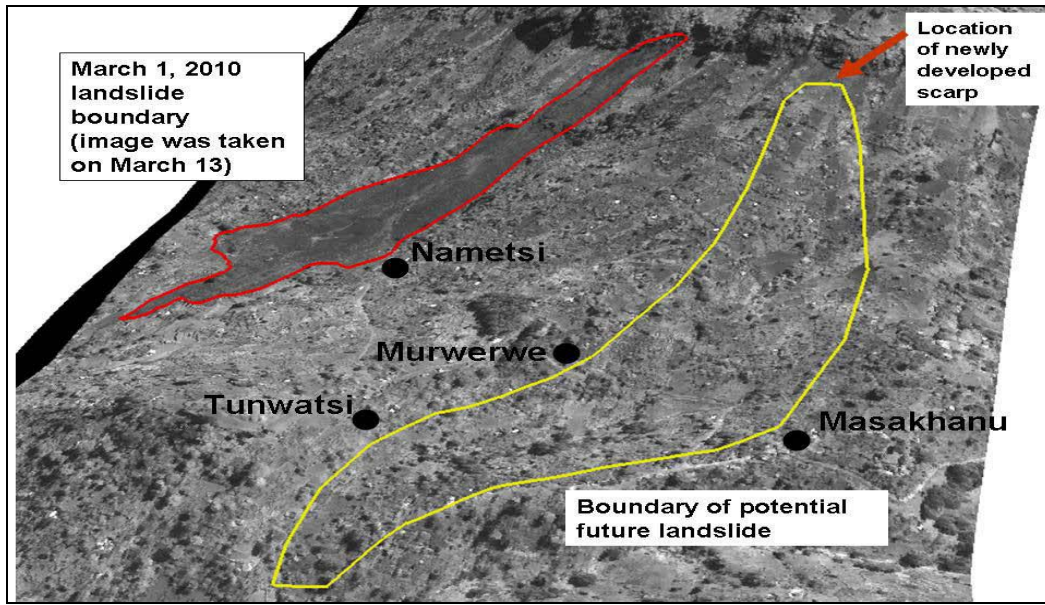 March 1, 2010
landslide
boundary
(image was taken
on March 13)
Location
of newly
developed
scarp
Nametsi
Murwerwe
Tunwatsi
Masakhanu
Boundary of potential
future landslide